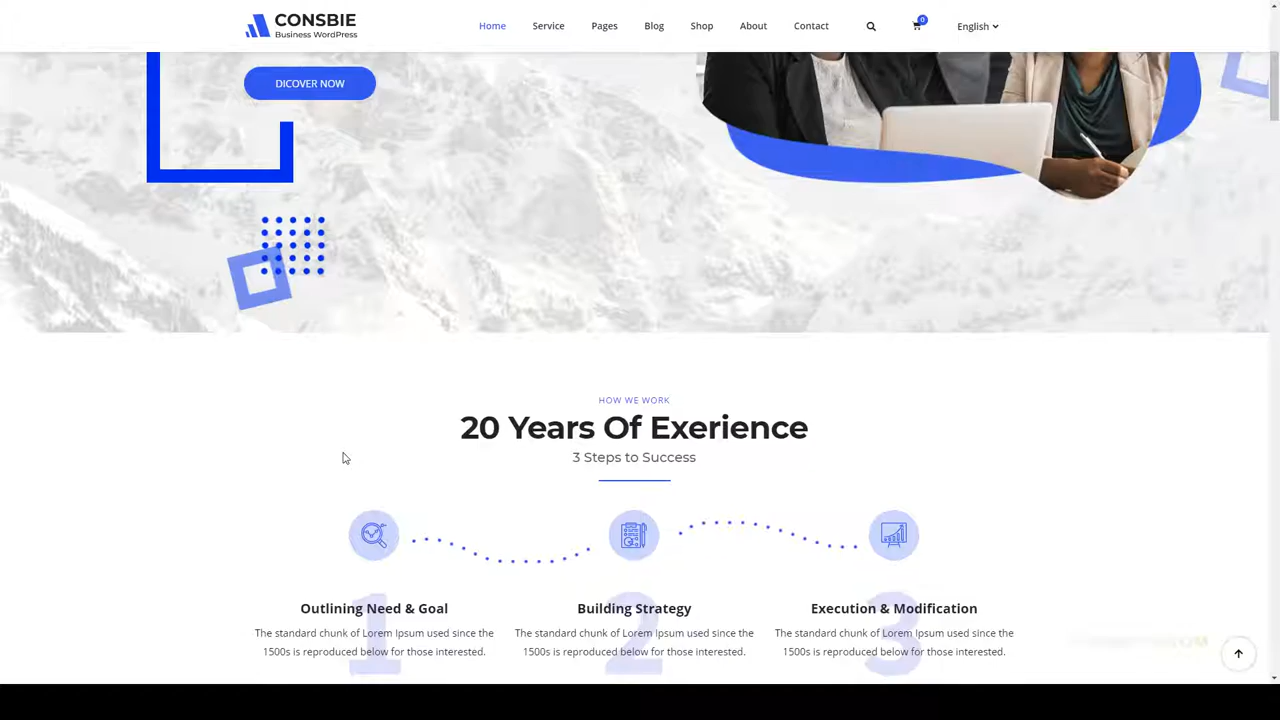 CONSBIE
Business WordPress
Home Service Pages Blog Shop About Contact 0 English
DICOVER NOW
HOW WE WORK
20 Years Of Exerience
3 Steps to Success
1 2 3
Outlining Need & Goal Building Strategy Execution & Modification
The standard chunk of Lorem Ipsum used since the The standard chunk of Lorem Ipsum used since the The standard chunk of Lorem Ipsum used since the
1500s is reproduced below for those interested. 1500s is reproduced below for those interested. 1500s is reproduced below for those interested.